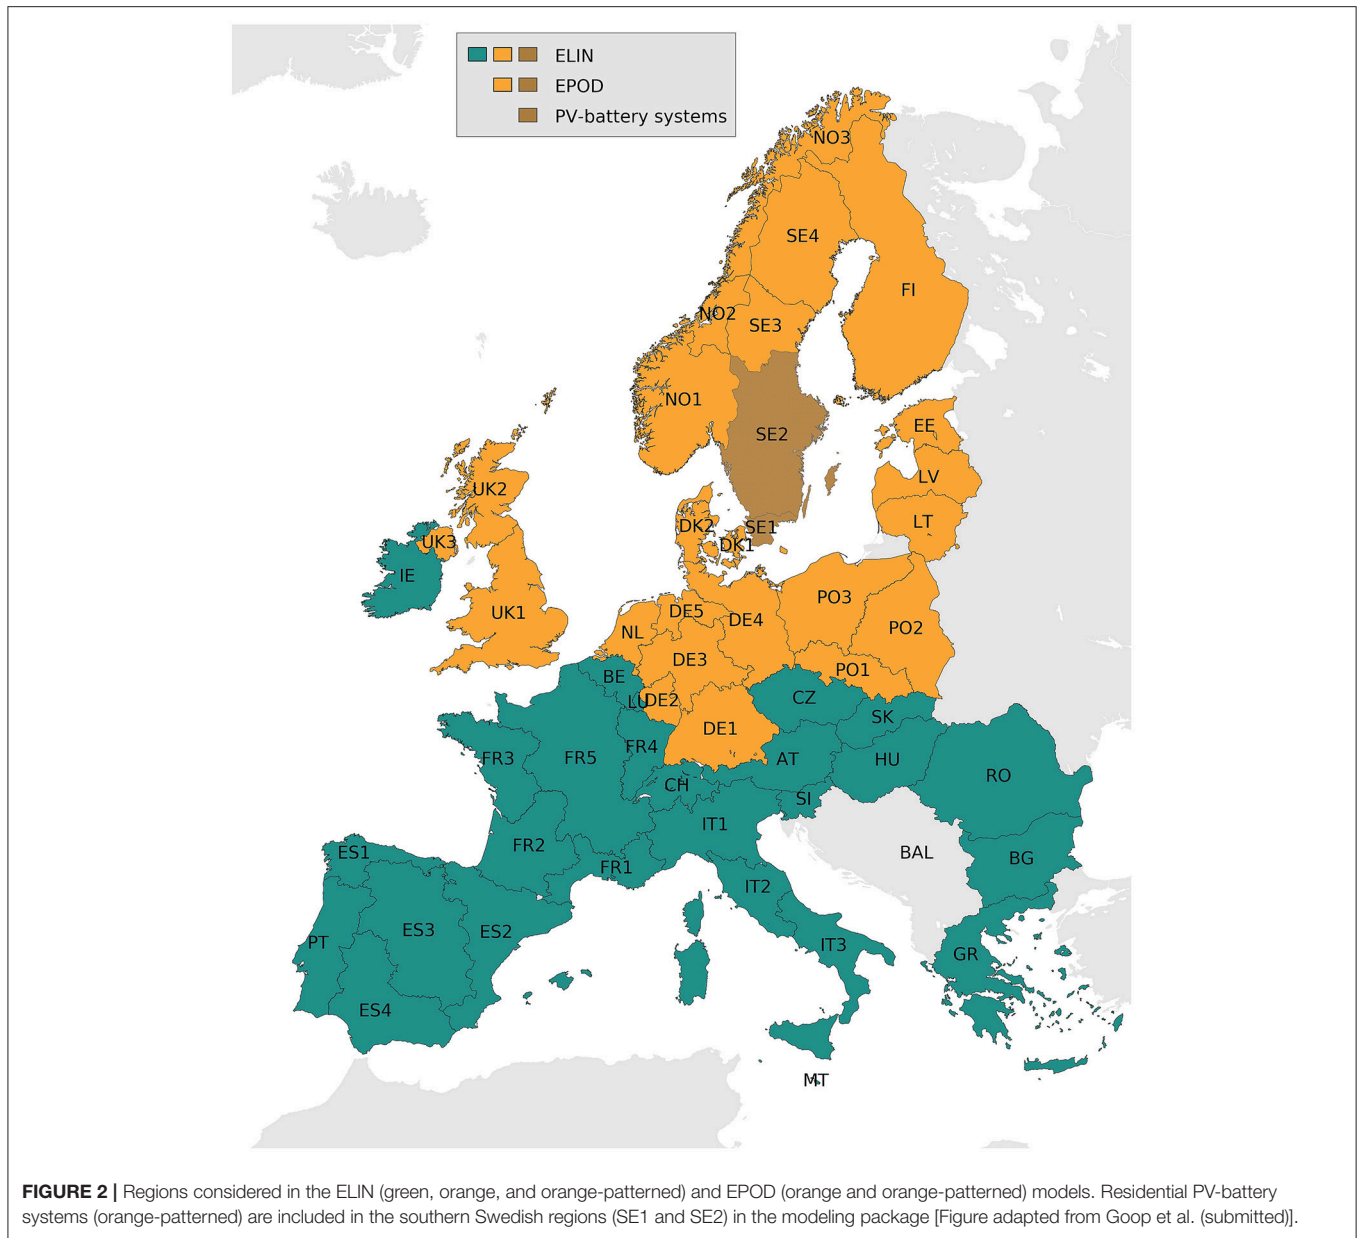 ELIN
EPOD
PV-battery systems
NO3
SE4
FI
NO2
SE3
NO1
SE2
EE
LV
UK2
LT
DK2
SE1
UK3
DK1
IE
PO3
UK1
DE5
DE4
PO2
NL
DE3
PO1
BE
CZ
LU
DE2
SK
DE1
FR4
FR3
FR5
AT
HU
RO
CH
SI
IT1
FR2
ES1
BAL
BG
FR1
IT2
ES3
ES2
PT
IT3
GR
ES4
MT
FIGURE 2 | Regions considered in the ELIN (green, orange, and orange-patterned) and EPOD (orange and orange-patterned) models. Residential PV-battery
systems (orange-patterned) are included in the southern Swedish regions (SE1 and SE2) in the modeling package [Figure adapted from Goop et al. (submitted)].